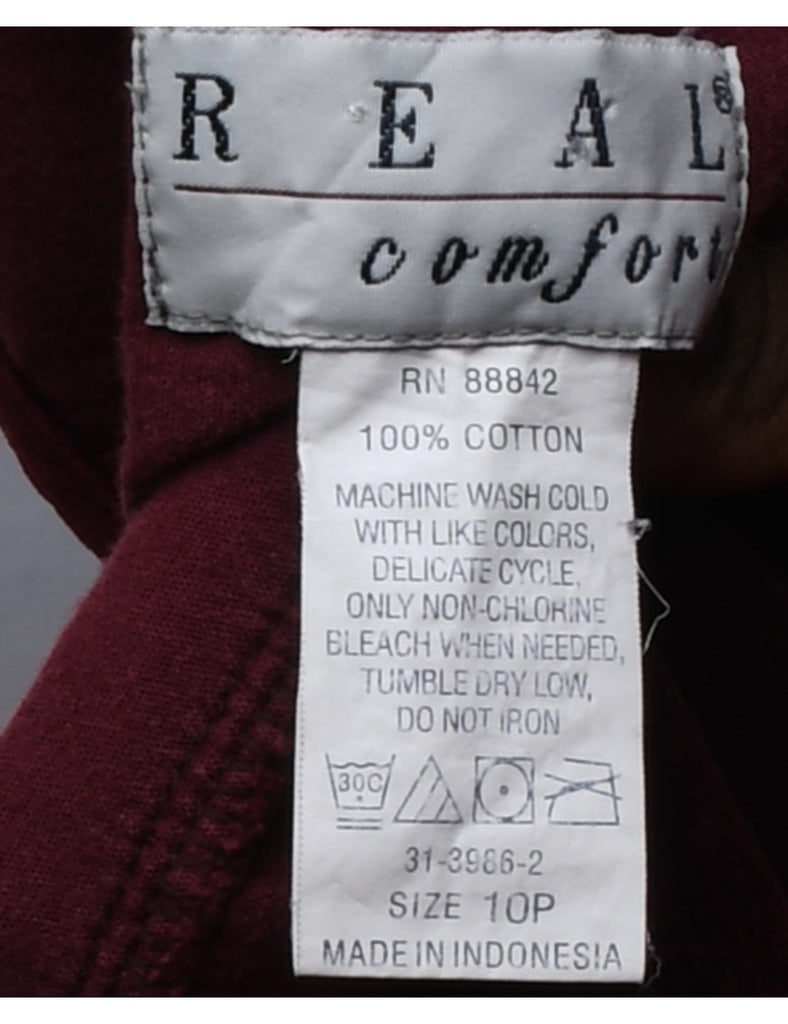 R E A L®
comfort
RN 88842
100% COTTON
MACHINE WASH COLD
WITH LIKE COLORS,
DELICATE CYCLE,
ONLY NON-CHLORINE
BLEACH WHEN NEEDED,
TUMBLE DRY LOW,
DO NOT IRON
30C
31-3986-2
SIZE 10P
MADE IN INDONESIA